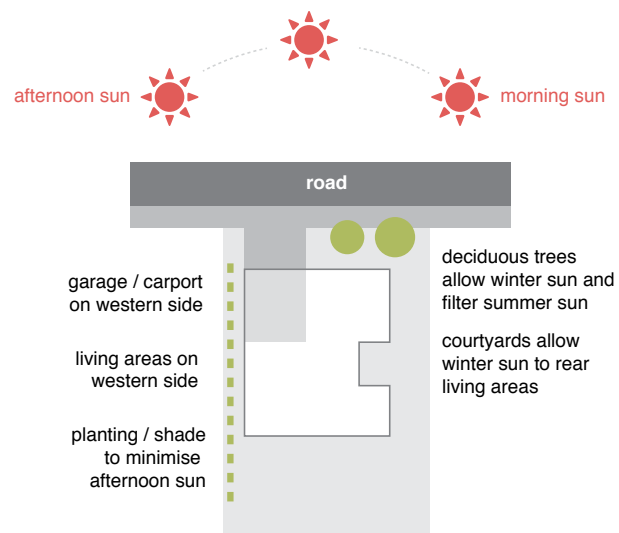 afternoon sun
morning sun
road
garage / carport
on western side
living areas on
western side
planting / shade
to minimise
afternoon sun
deciduous trees
allow winter sun and
filter summer sun
courtyards allow
winter sun to rear
living areas